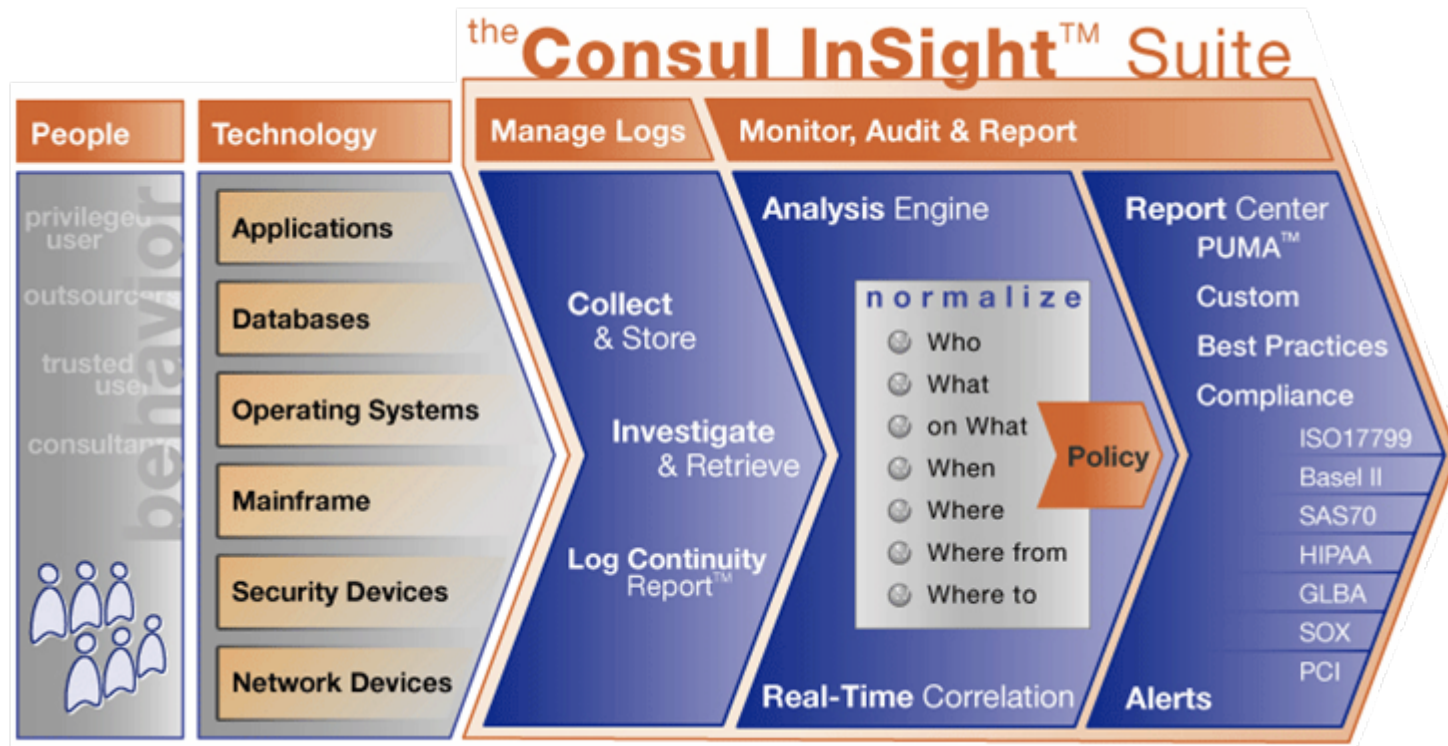 the Consul InSight™ Suite
People
Technology
Manage Logs
Monitor, Audit & Report
privileged
user
outsourcers
trusted
user
consultant
behavior
Applications
Databases
Operating Systems
Mainframe
Security Devices
Network Devices
Collect
& Store
Investigate
& Retrieve
Log Continuity
Report™
Analysis Engine
normalize
Who
What
on What
When
Where
Where from
Where to
Policy
Real-Time Correlation
Report Center
PUMA™
Custom
Best Practices
Compliance
ISO17799
Basel II
SAS70
HIPAA
GLBA
SOX
PCI
Alerts